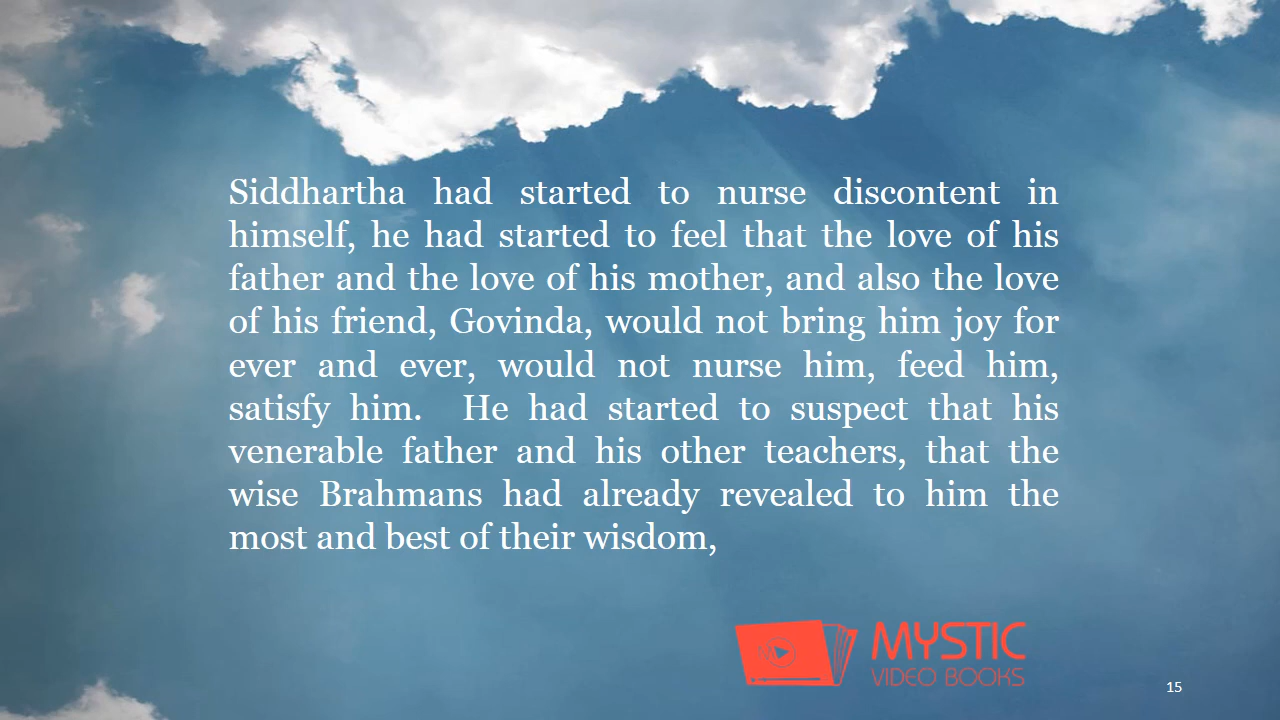 Siddhartha had started to nurse discontent in
himself, he had started to feel that the love of his
father and the love of his mother, and also the love
of his friend, Govinda, would not bring him joy for
ever and ever, would not nurse him, feed him,
satisfy him.  He had started to suspect that his
venerable father and his other teachers, that the
wise Brahmans had already revealed to him the
most and best of their wisdom,
MYSTIC
VIDEO BOOKS
15